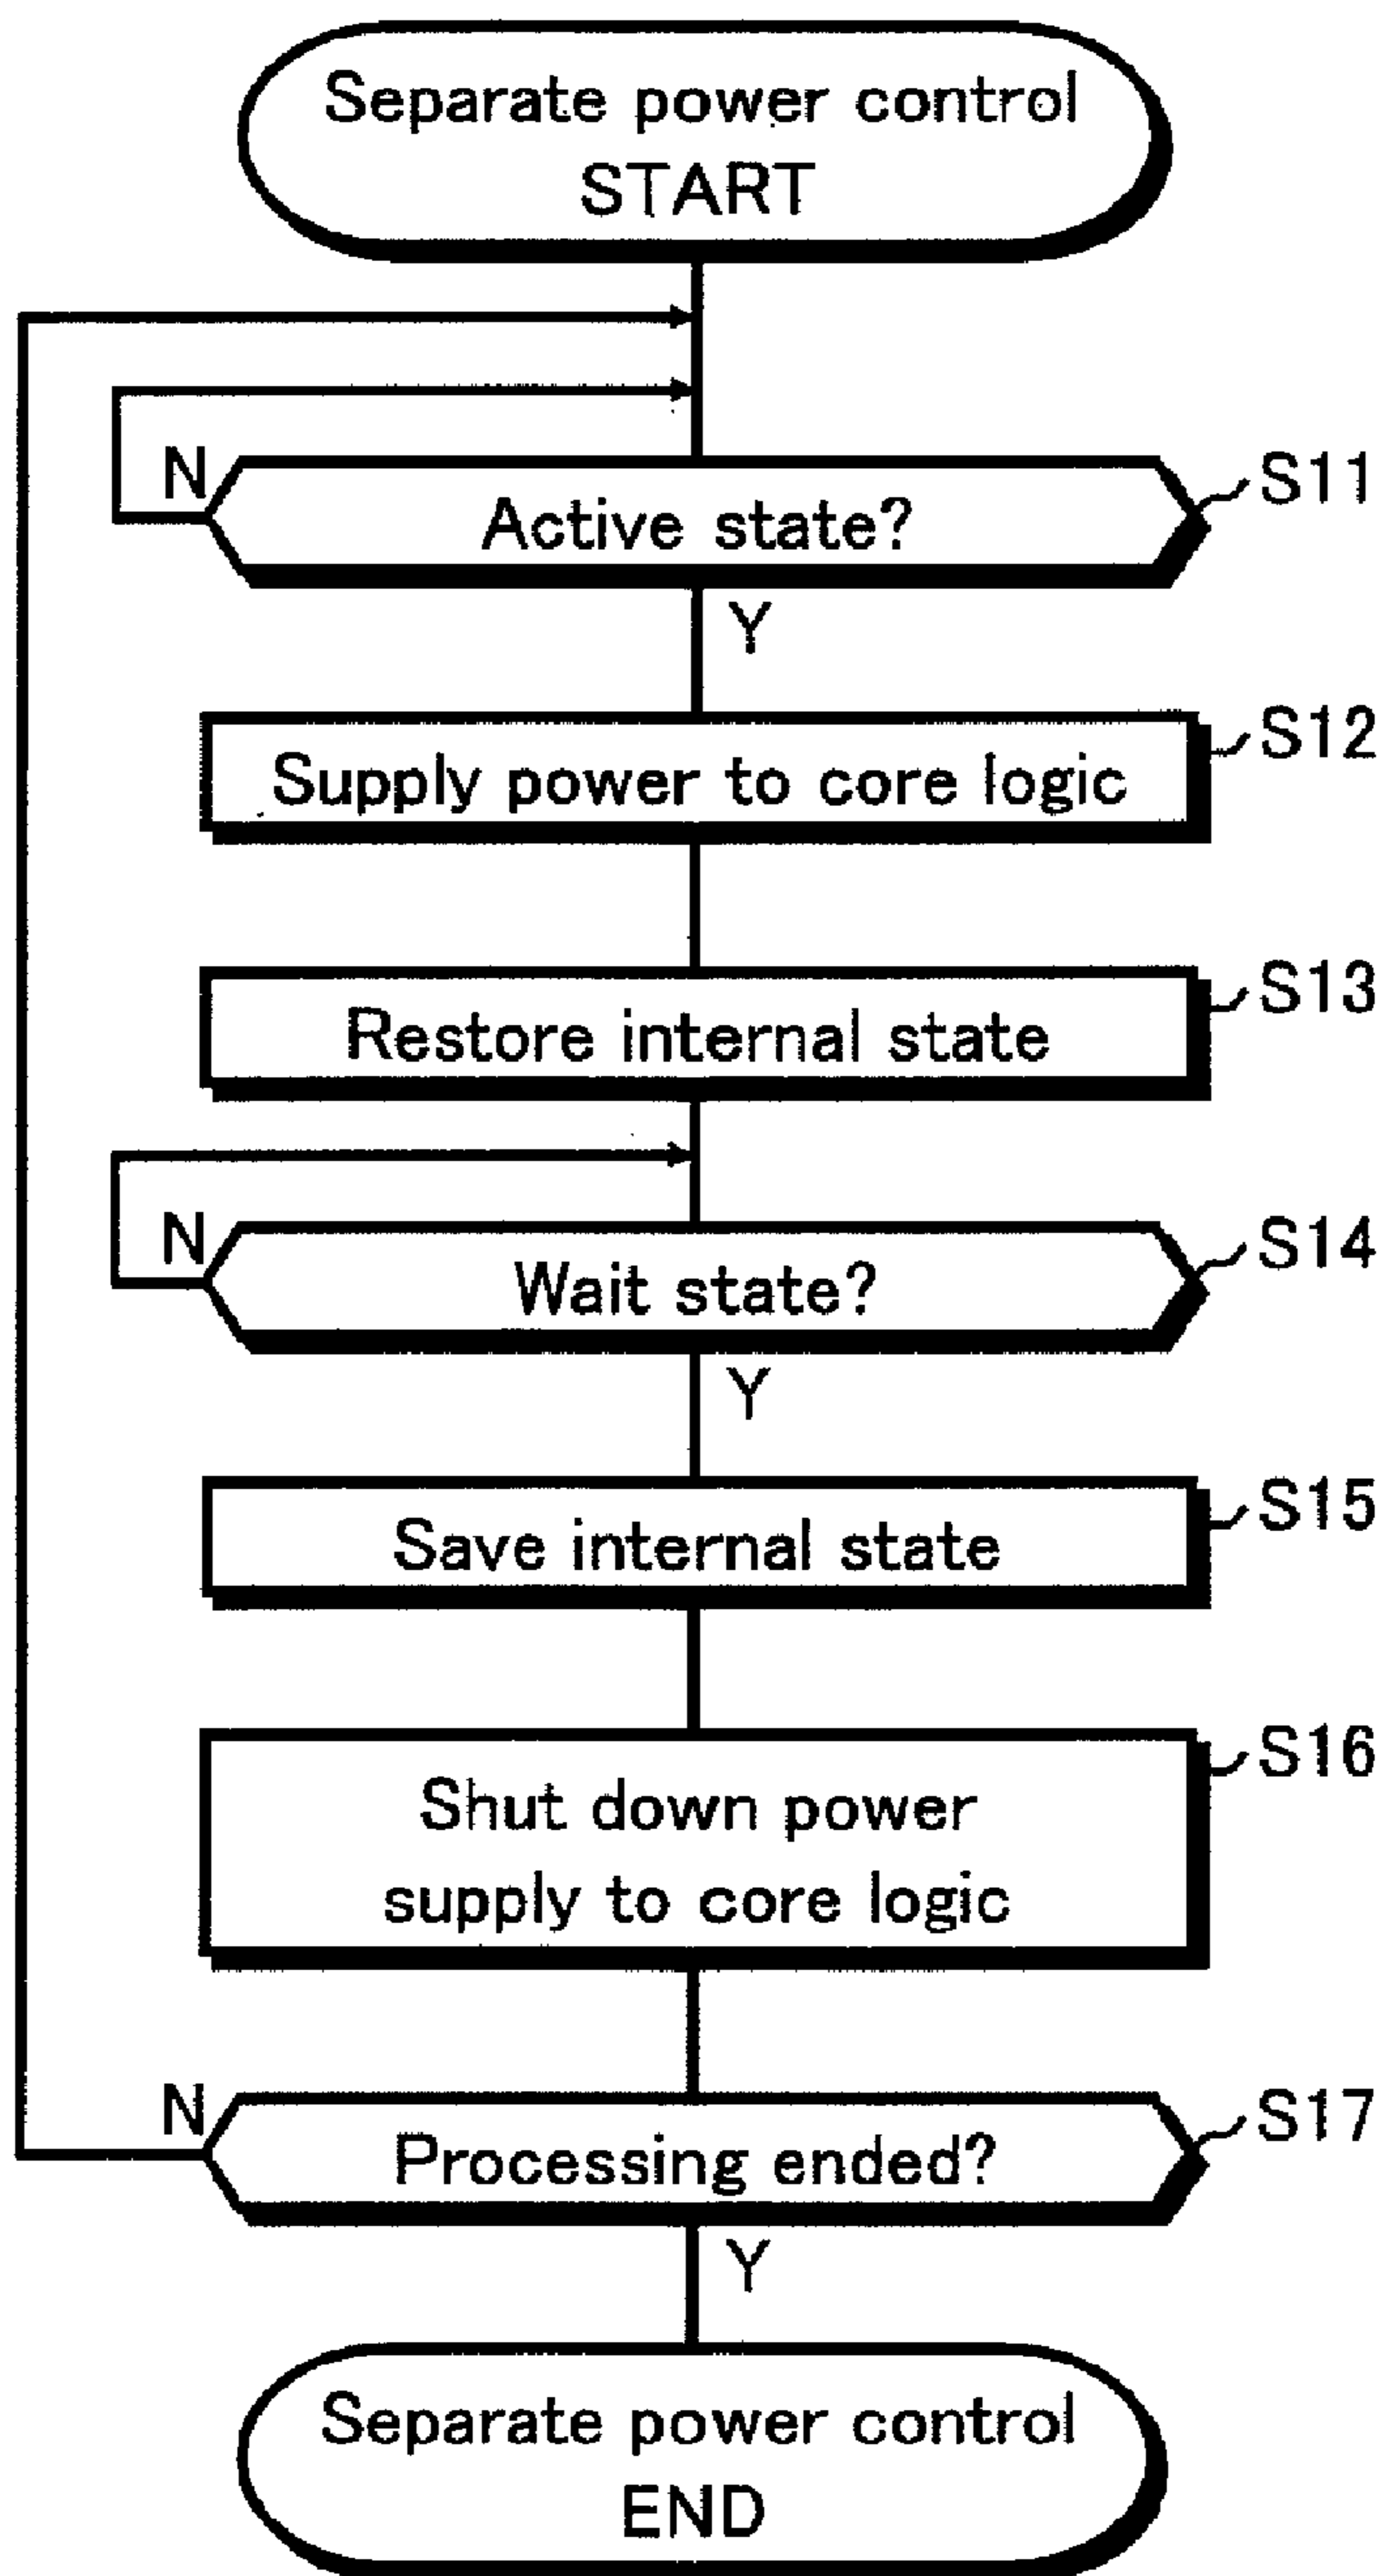 Separate power control
START
N
Active state?
S11
Y
Supply power to core logic
S12
Restore internal state
S13
N
Wait state?
S14
Y
Save internal state
S15
Shut down power
supply to core logic
S16
N
Processing ended?
S17
Y
Separate power control
END